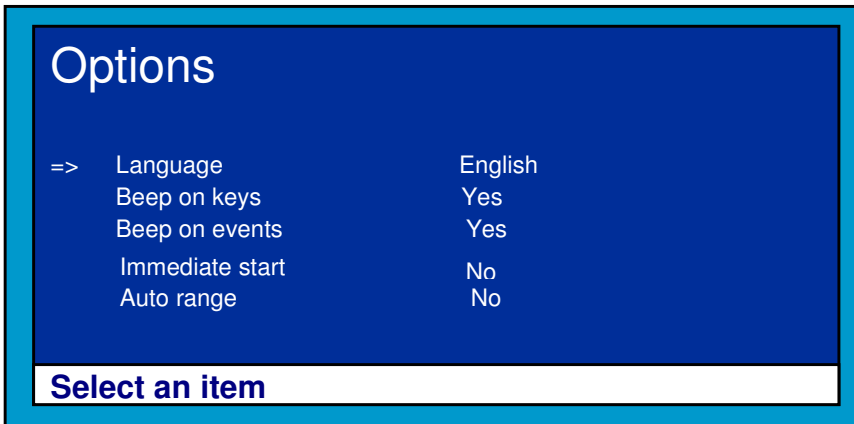 Options
=> Language English
Beep on keys Yes
Beep on events Yes
Immediate start No
Auto range No
Select an item